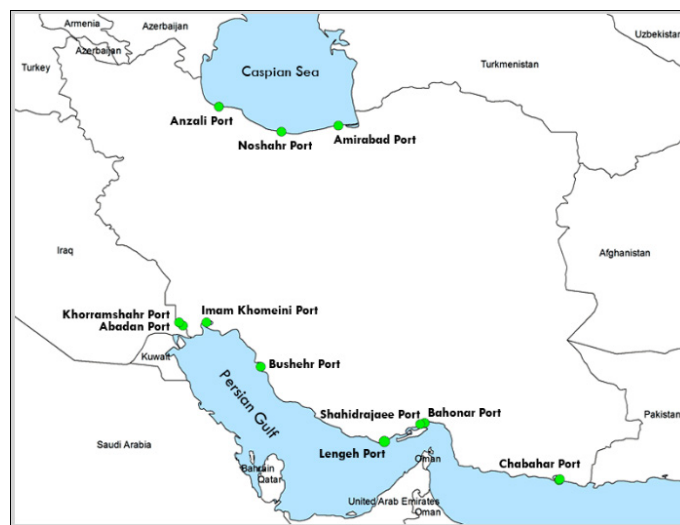 Armenia
Azerbaijan
Uzbekistan
Azerbaijan
Turkey
Caspian Sea
Turkmenistan
Anzali Port
Noshahr Port
Amirabad Port
Iraq
Afghanistan
Khorramshahr Port
Imam Khomeini Port
Abadan Port
Kuwait
Bushehr Port
Persian Gulf
Shahidrajaee Port
Bahonar Port
Pakistan
Saudi Arabia
Lengeh Port
Oman
Chabahar Port
Bahrain
Qatar
United Arab Emirates
Oman